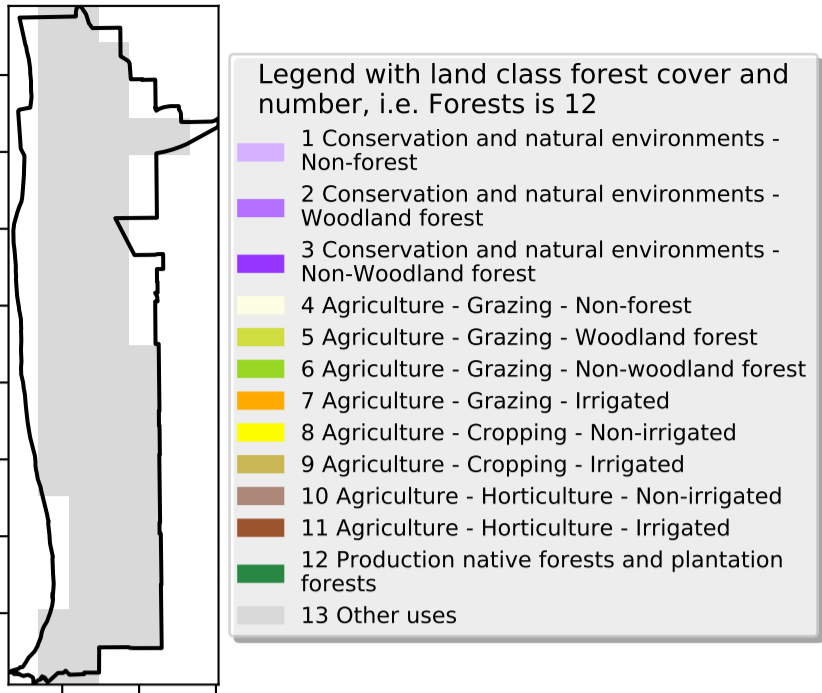 Legend with land class forest cover and
number, i.e. Forests is 12
1 Conservation and natural environments -
Non-forest
2 Conservation and natural environments -
Woodland forest
3 Conservation and natural environments -
Non-Woodland forest
4 Agriculture - Grazing - Non-forest
5 Agriculture - Grazing - Woodland forest
6 Agriculture - Grazing - Non-woodland forest
7 Agriculture - Grazing - Irrigated
8 Agriculture - Cropping - Non-irrigated
9 Agriculture - Cropping - Irrigated
10 Agriculture - Horticulture - Non-irrigated
11 Agriculture - Horticulture - Irrigated
12 Production native forests and plantation
forests
13 Other uses